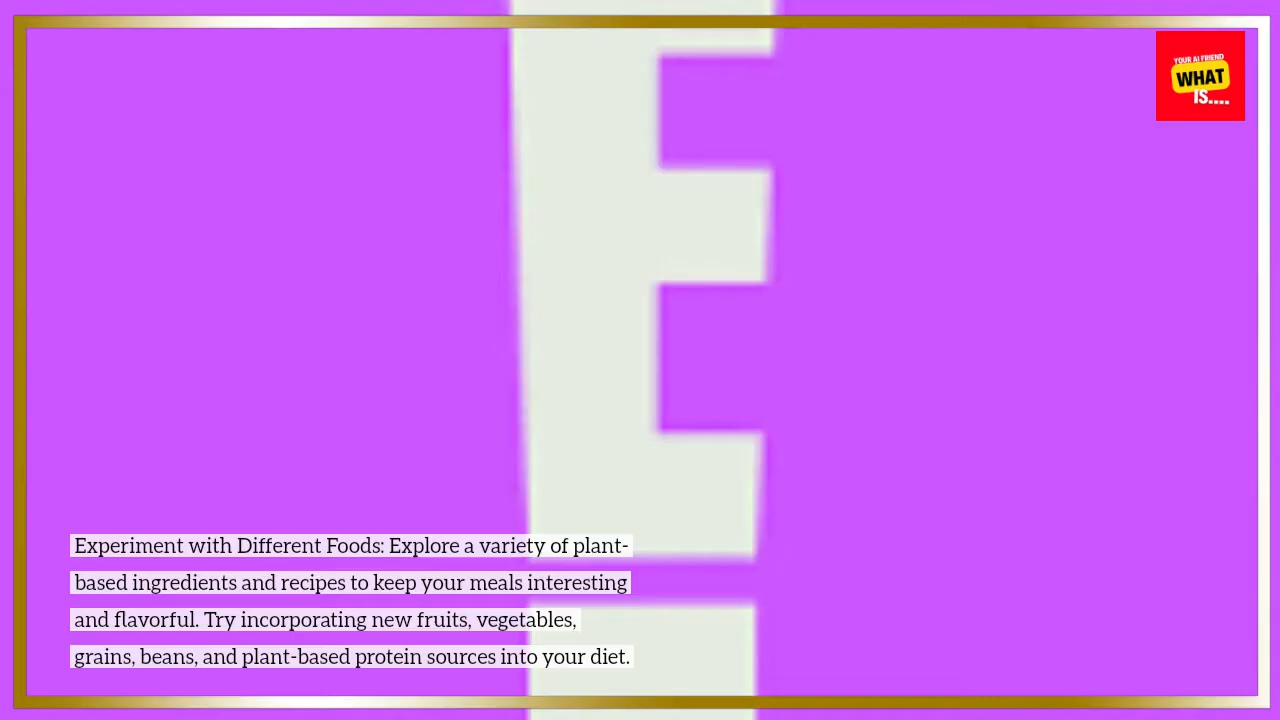 YOUR AI FRIEND
WHAT
IS....
E
Experiment with Different Foods: Explore a variety of plant-
based ingredients and recipes to keep your meals interesting
and flavorful. Try incorporating new fruits, vegetables,
grains, beans, and plant-based protein sources into your diet.